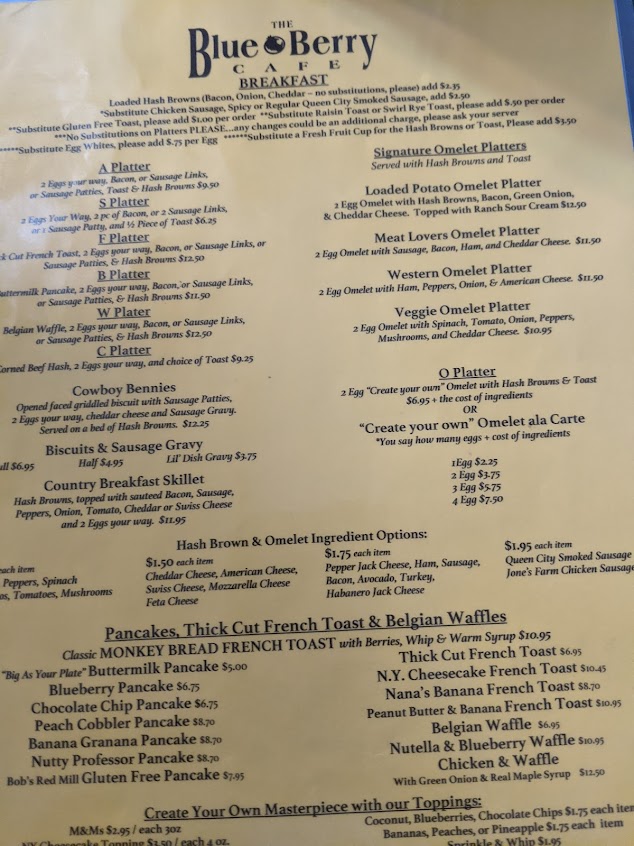 THE
Blue Berry
CAFE
BREAKFAST
Loaded Hash Browns (Bacon, Onion, Cheddar – no substitutions, please) add $2.35
*Substitute Chicken Sausage, Spicy or Regular Queen City Smoked Sausage, add $2.50
**Substitute Gluten Free Toast, please add $1.00 per order **Substitute Raisin Toast or Swirl Rye Toast, please add $.50 per order
***No Substitutions on Platters PLEASE...any changes could be an additional charge, please ask your server
*****Substitute Egg Whites, please add $.75 per Egg ******Substitute a Fresh Fruit Cup for the Hash Browns or Toast, Please add $3.50
A Platter
2 Eggs your way, Bacon, or Sausage Links,
or Sausage Patties, Toast & Hash Browns $9.50
S Platter
2 Eggs Your Way, 2 pc of Bacon, or 2 Sausage Links,
or 1 Sausage Patty, and ½ Piece of Toast $6.25
F Platter
Cut French Toast, 2 Eggs your way, Bacon, or Sausage Links, or
Sausage Patties, & Hash Browns $12.50
B Platter
Buttermilk Pancake, 2 Eggs your way, Bacon, or Sausage Links,
or Sausage Patties, & Hash Browns $11.50
W Plater
Belgian Waffle, 2 Eggs your way, Bacon, or Sausage Links,
or Sausage Patties, & Hash Browns $12.50
C Platter
Corned Beef Hash, 2 Eggs your way, and choice of Toast $9.25
Cowboy Bennies
Opened faced griddled biscuit with Sausage Patties,
2 Eggs your way, cheddar cheese and Sausage Gravy.
Served on a bed of Hash Browns. $12.25
Biscuits & Sausage Gravy
$6.95 Half $4.95 Lil' Dish Gravy $3.75
Country Breakfast Skillet
Hash Browns, topped with sauteed Bacon, Sausage,
Peppers, Onion, Tomato, Cheddar or Swiss Cheese
and 2 Eggs your way. $11.95
Signature Omelet Platters
Served with Hash Browns and Toast
Loaded Potato Omelet Platter
2 Egg Omelet with Hash Browns, Bacon, Green Onion,
& Cheddar Cheese. Topped with Ranch Sour Cream $12.50
Meat Lovers Omelet Platter
2 Egg Omelet with Sausage, Bacon, Ham, and Cheddar Cheese. $11.50
Western Omelet Platter
2 Egg Omelet with Ham, Peppers, Onion, & American Cheese. $11.50
Veggie Omelet Platter
2 Egg Omelet with Spinach, Tomato, Onion, Peppers,
Mushrooms, and Cheddar Cheese. $10.95
O Platter
2 Egg "Create your own" Omelet with Hash Browns & Toast
$6.95 + the cost of ingredients
OR
"Create your own" Omelet ala Carte
*You say how many eggs + cost of ingredients
1Egg $2.25
2 Egg $3.75
3 Egg $5.75
4 Egg $7.50
Hash Brown & Omelet Ingredient Options:
each item
Peppers, Spinach
Tomatoes, Mushrooms
$1.50 each item
Cheddar Cheese, American Cheese,
Swiss Cheese, Mozzarella Cheese
Feta Cheese
$1.75 each item
Pepper Jack Cheese, Ham, Sausage,
Bacon, Avocado, Turkey,
Habanero Jack Cheese
$1.95 each item
Queen City Smoked Sausage
Jone's Farm Chicken Sausage
Pancakes, Thick Cut French Toast & Belgian Waffles
Classic MONKEY BREAD FRENCH TOAST with Berries, Whip & Warm Syrup $10.95
"Big As Your Plate" Buttermilk Pancake $5.00
Blueberry Pancake $6.75
Chocolate Chip Pancake $6.75
Peach Cobbler Pancake $8.70
Banana Granana Pancake $8.70
Nutty Professor Pancake $8.70
Bob's Red Mill Gluten Free Pancake $7.95
Thick Cut French Toast $6.95
N.Y. Cheesecake French Toast $10.45
Nana's Banana French Toast $8.70
Peanut Butter & Banana French Toast $10.95
Belgian Waffle $6.95
Nutella & Blueberry Waffle $10.95
Chicken & Waffle
With Green Onion & Real Maple Syrup $12.50
Create Your Own Masterpiece with our Toppings:
M&Ms $2.95 / each 3oz
NY Cheesecake Topping $3.50 / each 4 oz.
Coconut, Blueberries, Chocolate Chips $1.75 each item
Bananas, Peaches, or Pineapple $1.75 each item
Sprinkle & Whip $1.95